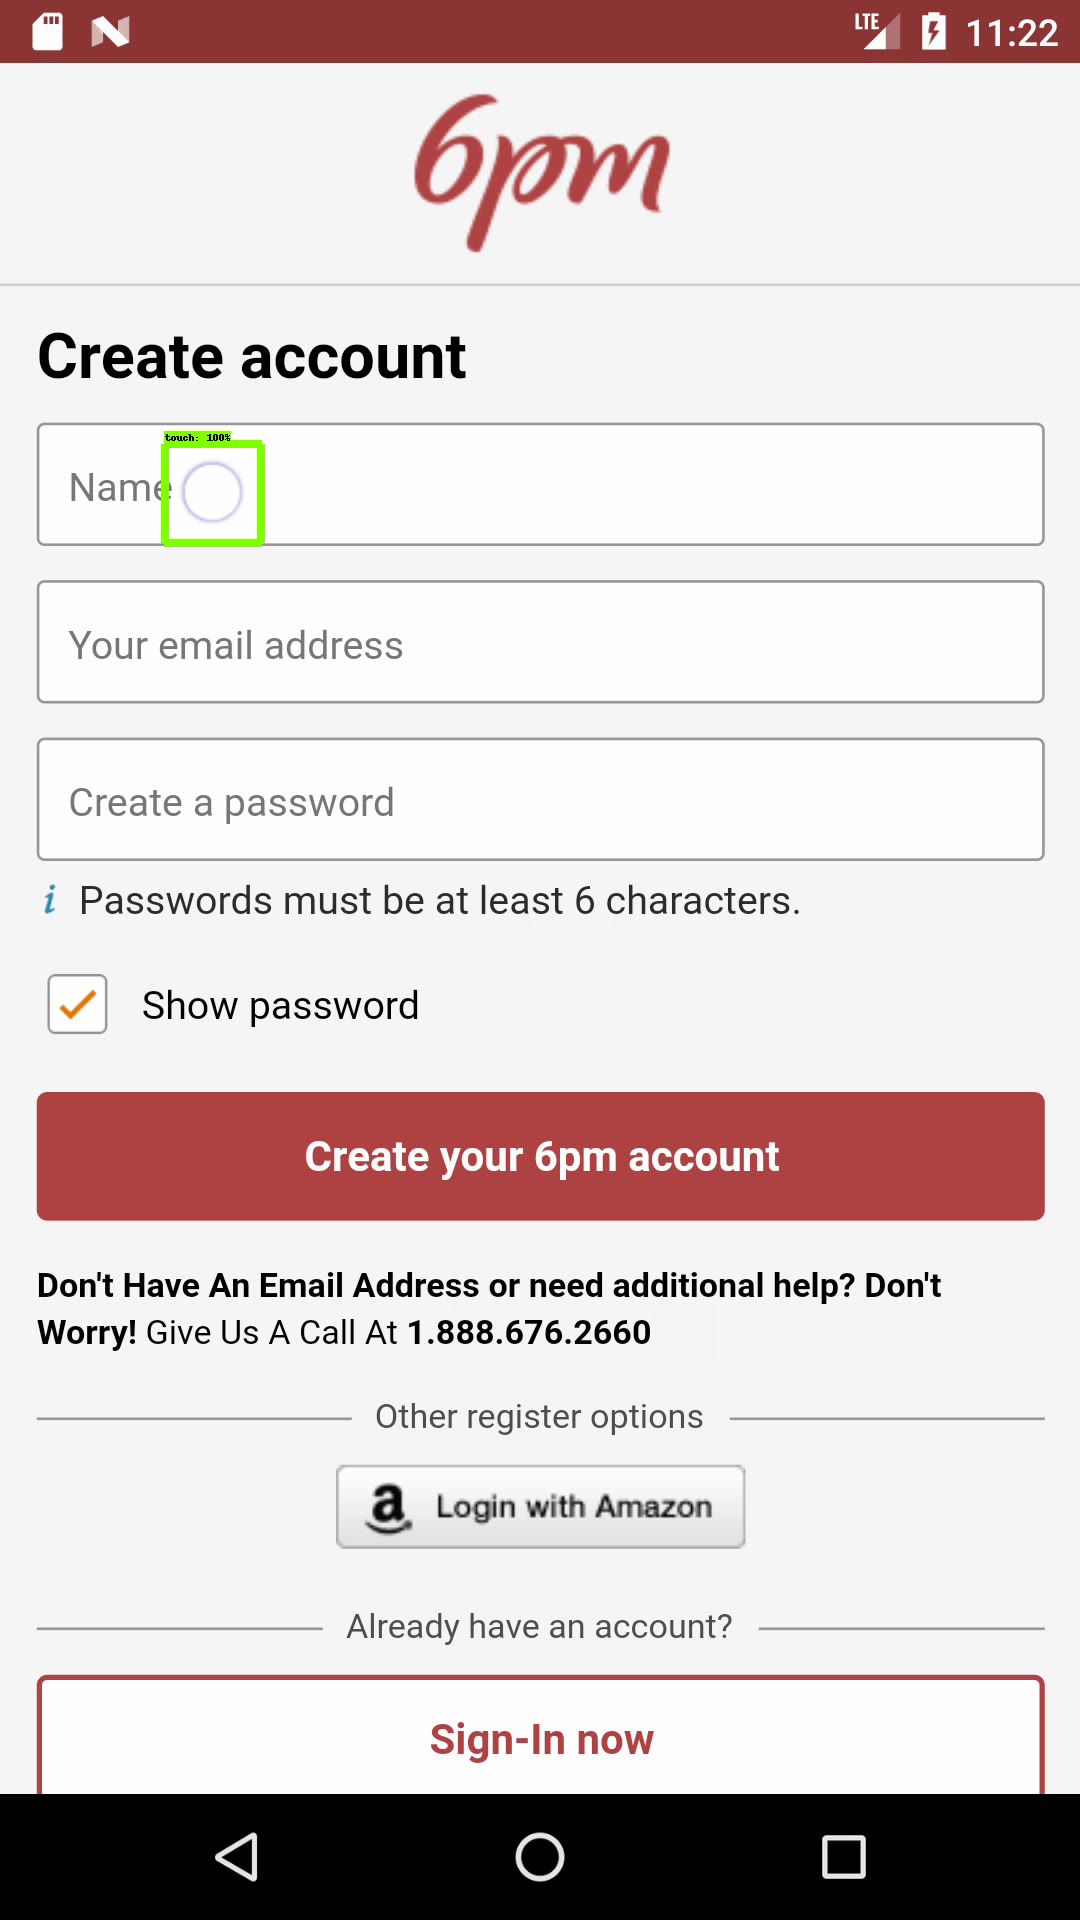 LTE 11:22
6pm
Create account
touch: 100%
Name
Your email address
Create a password
i Passwords must be at least 6 characters.
Show password
Create your 6pm account
Don't Have An Email Address or need additional help? Don't
Worry! Give Us A Call At 1.888.676.2660
Other register options
a Login with Amazon
Already have an account?
Sign-In now